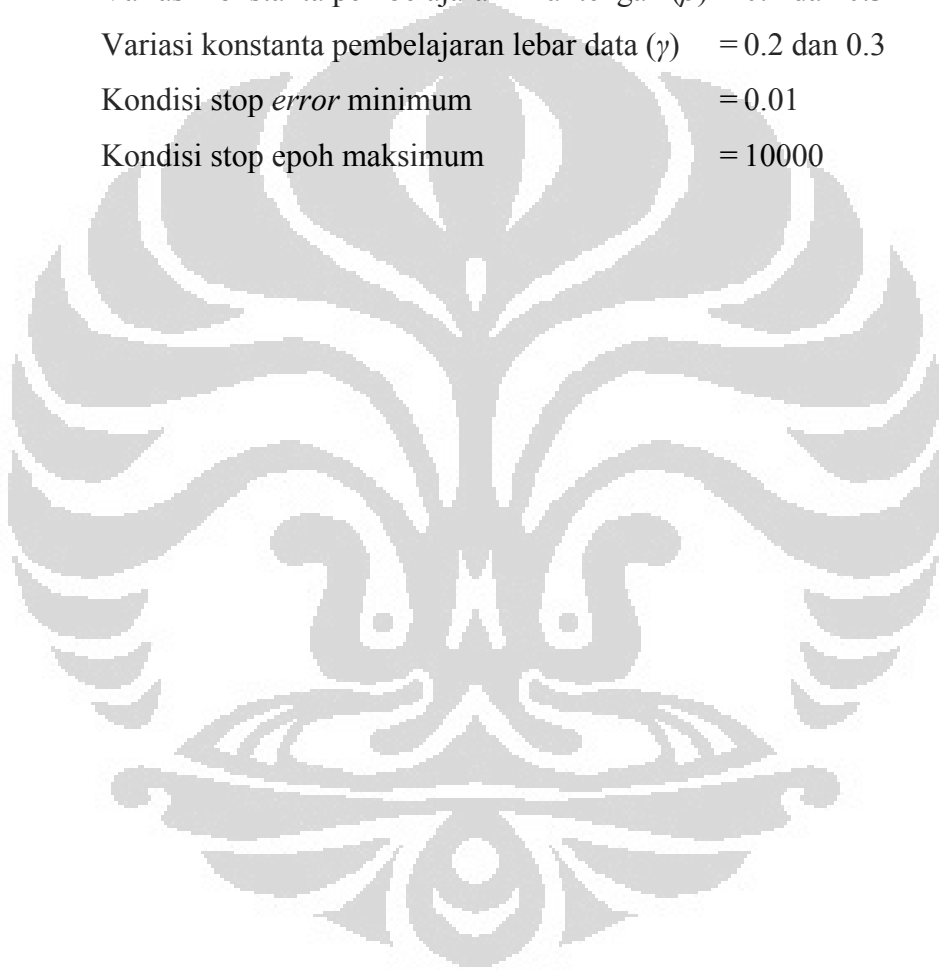 Variasi konstanta pembelajaran lebar data (γ) = 0.2 dan 0.3
Kondisi stop error minimum = 0.01
Kondisi stop epoh maksimum = 10000